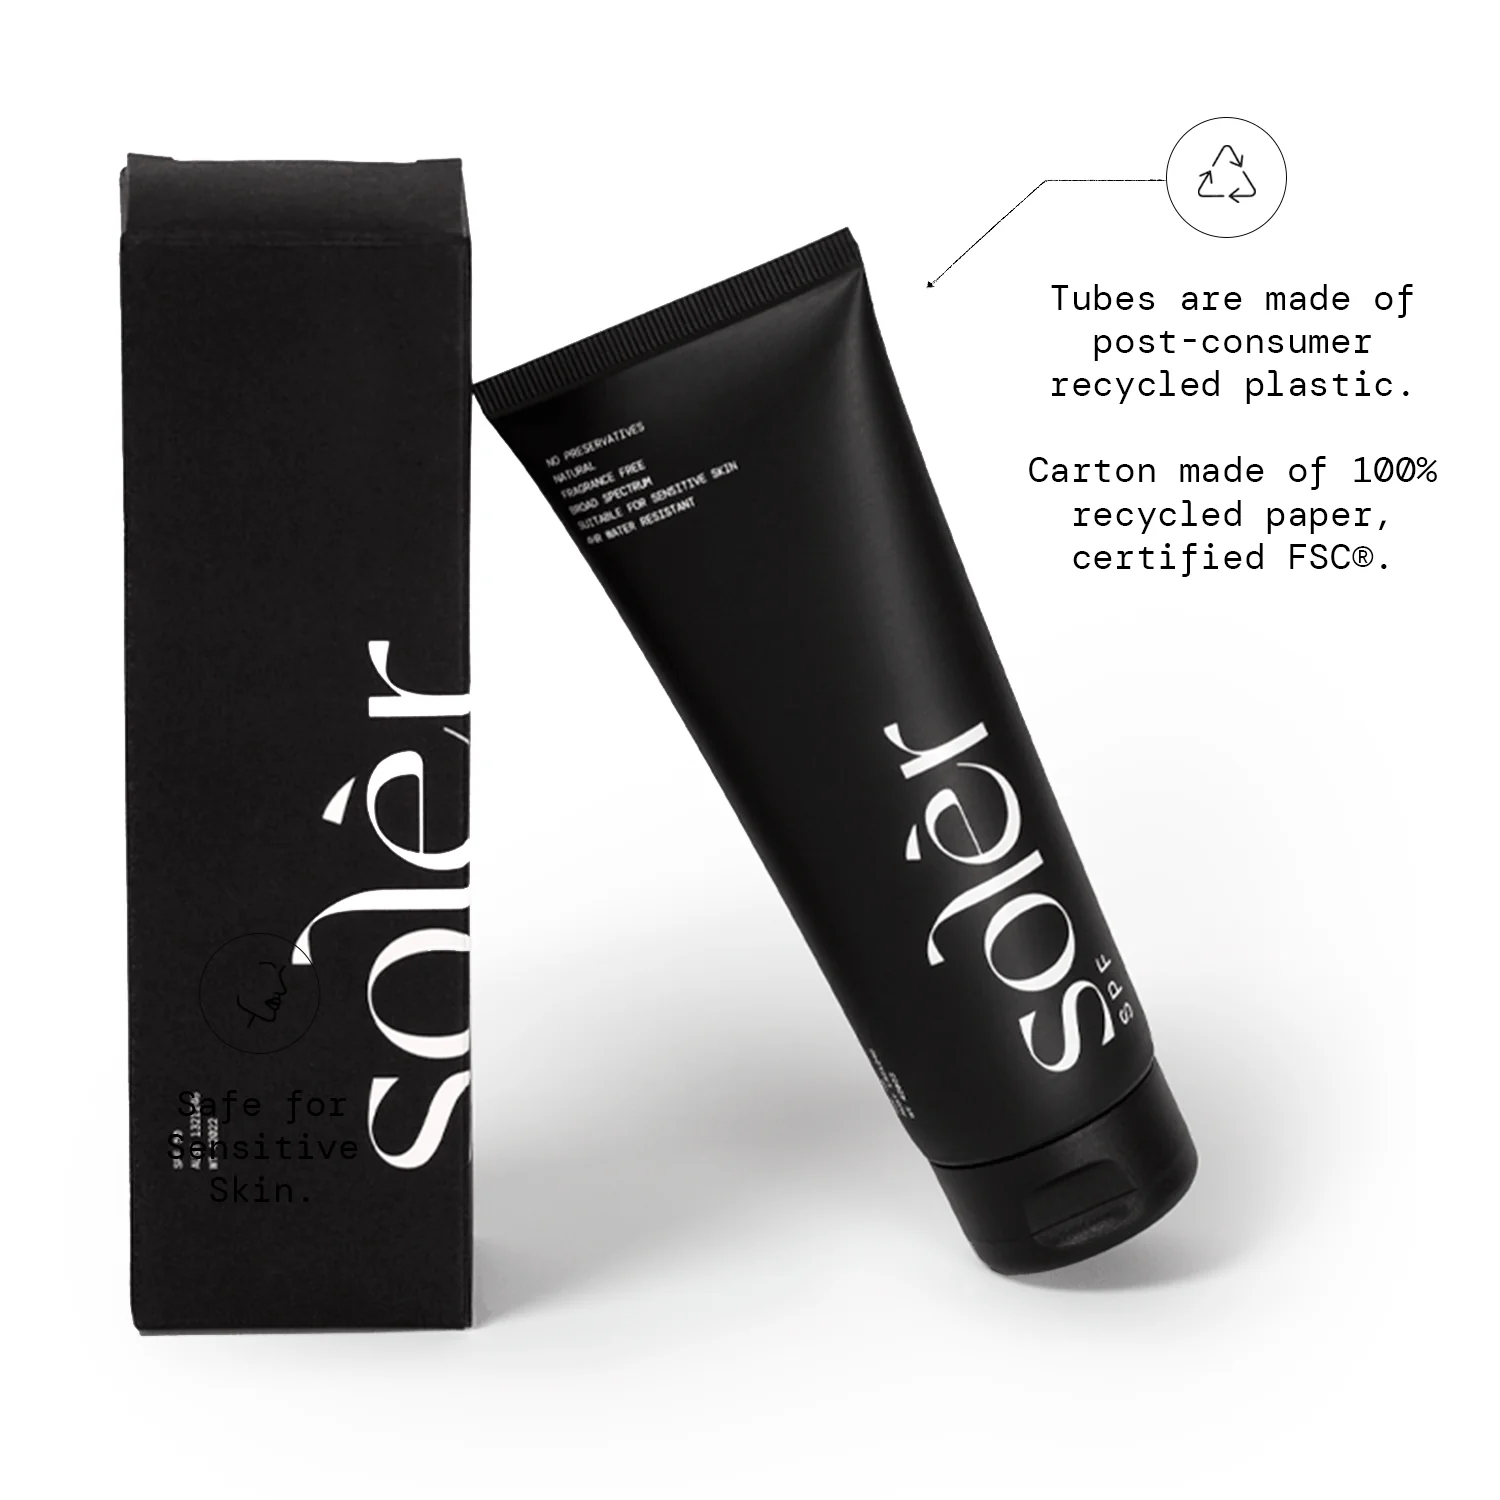 Tubes are made of
post-consumer
recycled plastic.
Carton made of 100%
recycled paper,
certified FSC®.
NO PRESERVATIVES
NATURAL
FRAGRANCE FREE
BROAD SPECTRUM
SUITABLE FOR SENSITIVE SKIN
HR WATER RESISTANT
solèr
solèr
SPF
Safe for
Sensitive
Skin.